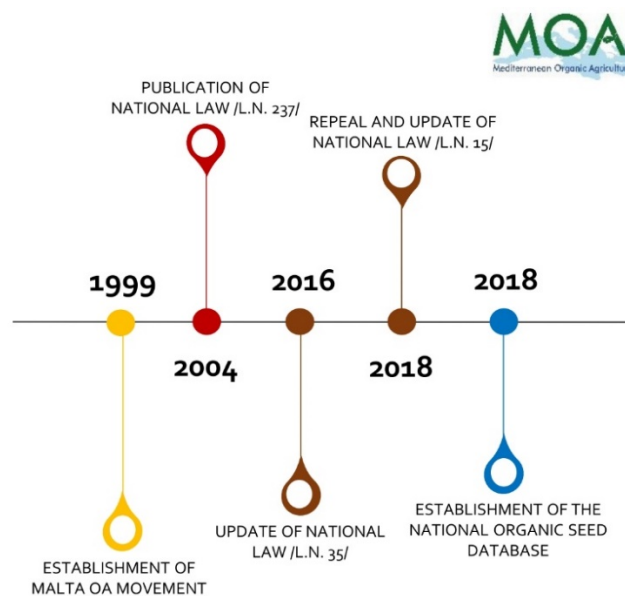 MOA
Mediterranean Organic Agricultur
PUBLICATION OF
NATIONAL LAW /L.N. 237/
REPEAL AND UPDATE OF
NATIONAL LAW /L.N. 15/
1999
2016
2018
2004
2018
UPDATE OF NATIONAL
LAW /L.N. 35/
ESTABLISHMENT OF THE
NATIONAL ORGANIC SEED
DATABASE
ESTABLISHMENT OF
MALTA OA MOVEMENT